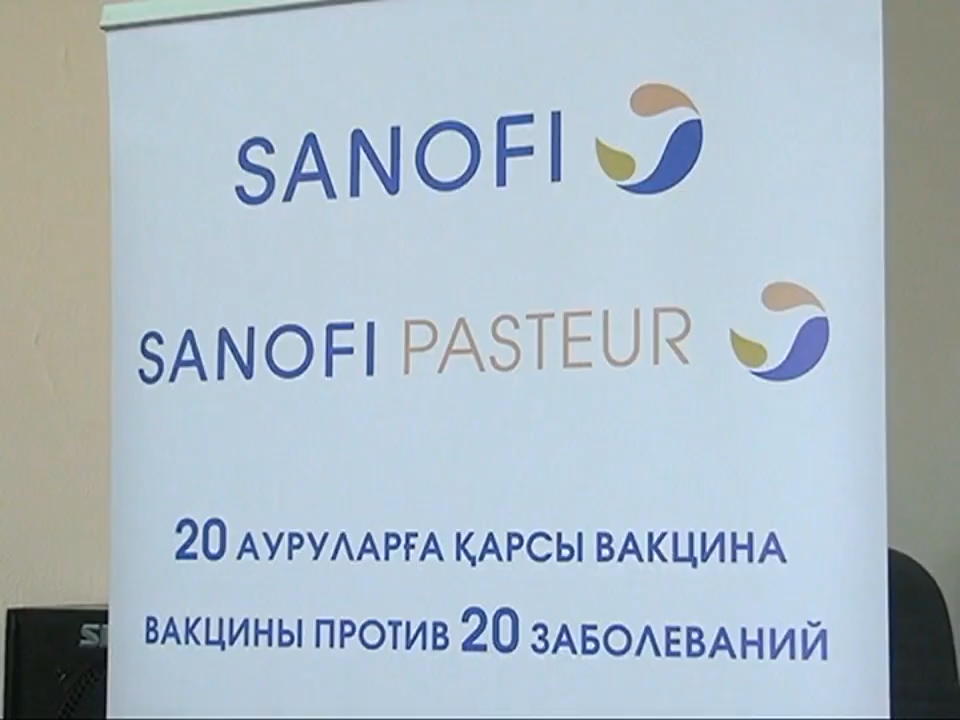 SANOFI
SANOFI PASTEUR
20 АУРУЛАРҒА ҚАРСЫ ВАКЦИНА
ВАКЦИНЫ ПРОТИВ 20 ЗАБОЛЕВАНИЙ